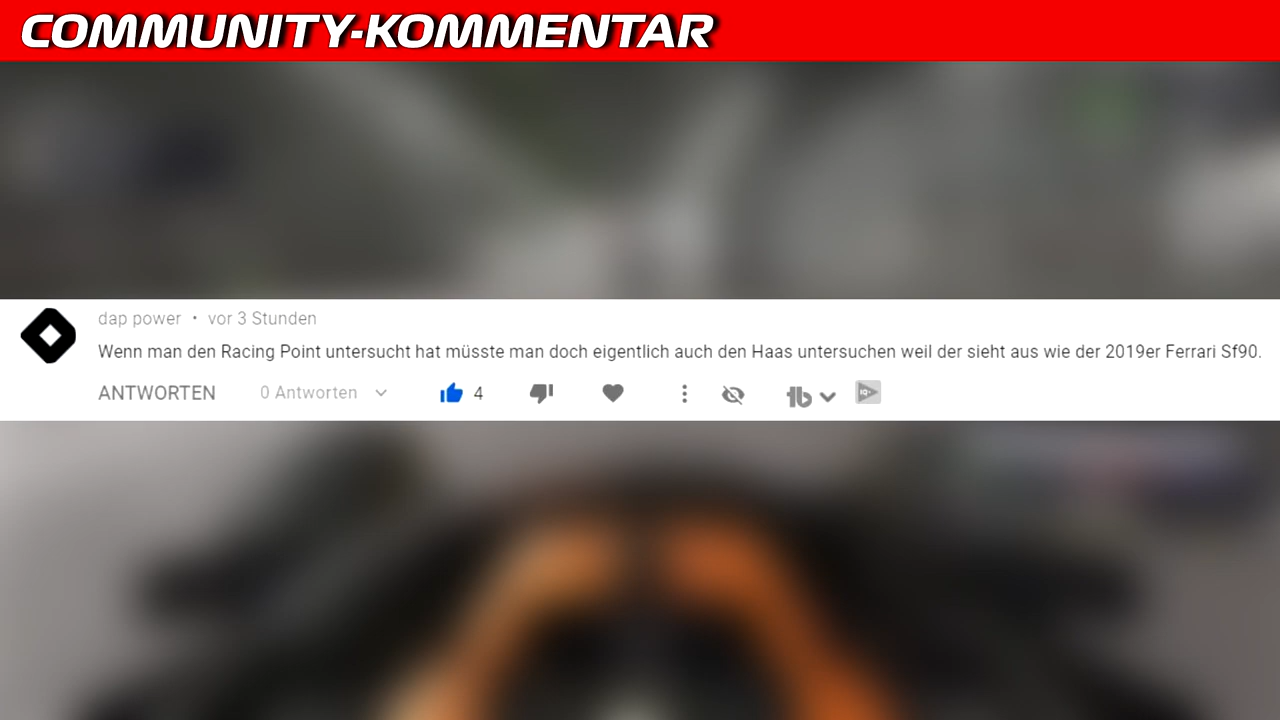 COMMUNITY-KOMMENTAR
dap power • vor 3 Stunden
Wenn man den Racing Point untersucht hat müsste man doch eigentlich auch den Haas untersuchen weil der sieht aus wie der 2019er Ferrari Sf90.
ANTWORTEN 0 Antworten 4